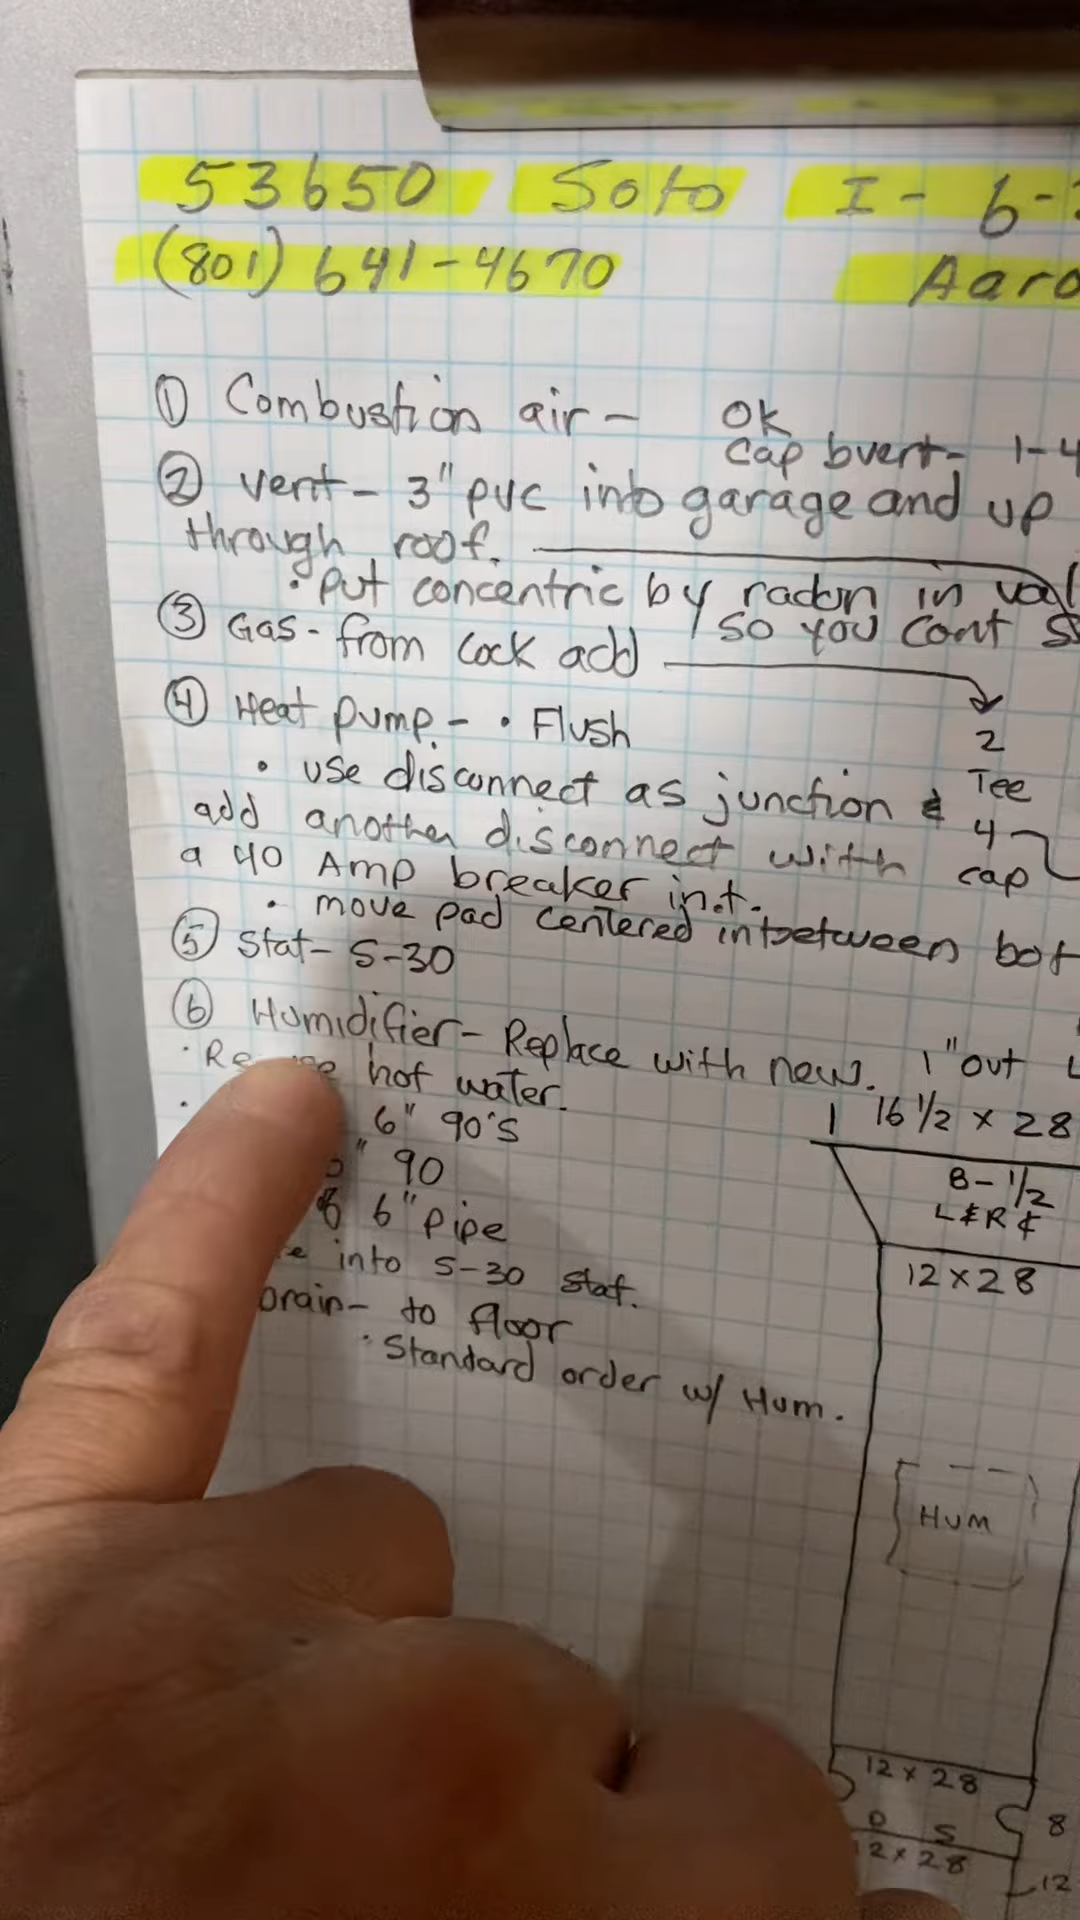 53650 Soto I - 6-
(801) 641-4670 Aaro
① Combustion air - OK
Cap bvent- 1-4
② Vent - 3" pvc into garage and up
through roof.
• Put concentric by radon in val
so you cant s
③ Gas - from Cock add
④ Heat pump - • Flush
2
Tee
4
cap
• use disconnect as junction &
add another disconnect with
a 40 Amp breaker in.t.
• move pad centered inbetween bot
⑤ Stat - S-30
⑥ Humidifier - Replace with new.
• hot water.
6" 90's
" 90
6" pipe
into S-30 Stat.
Drain - to floor
• Standard order w/ Hum.
1" out L
1 16 1/2 x 28
B - 1/2
L & R ¢
12 x 28
Hum
12 x 28
8
D S
12 x 28
12